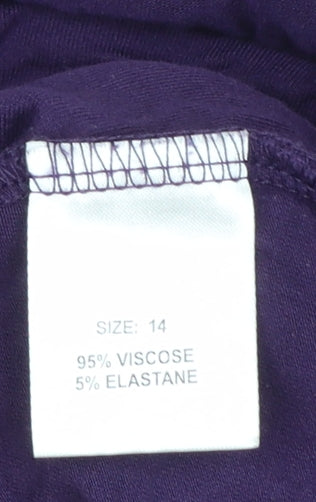 SIZE: 14
95% VISCOSE
5% ELASTANE